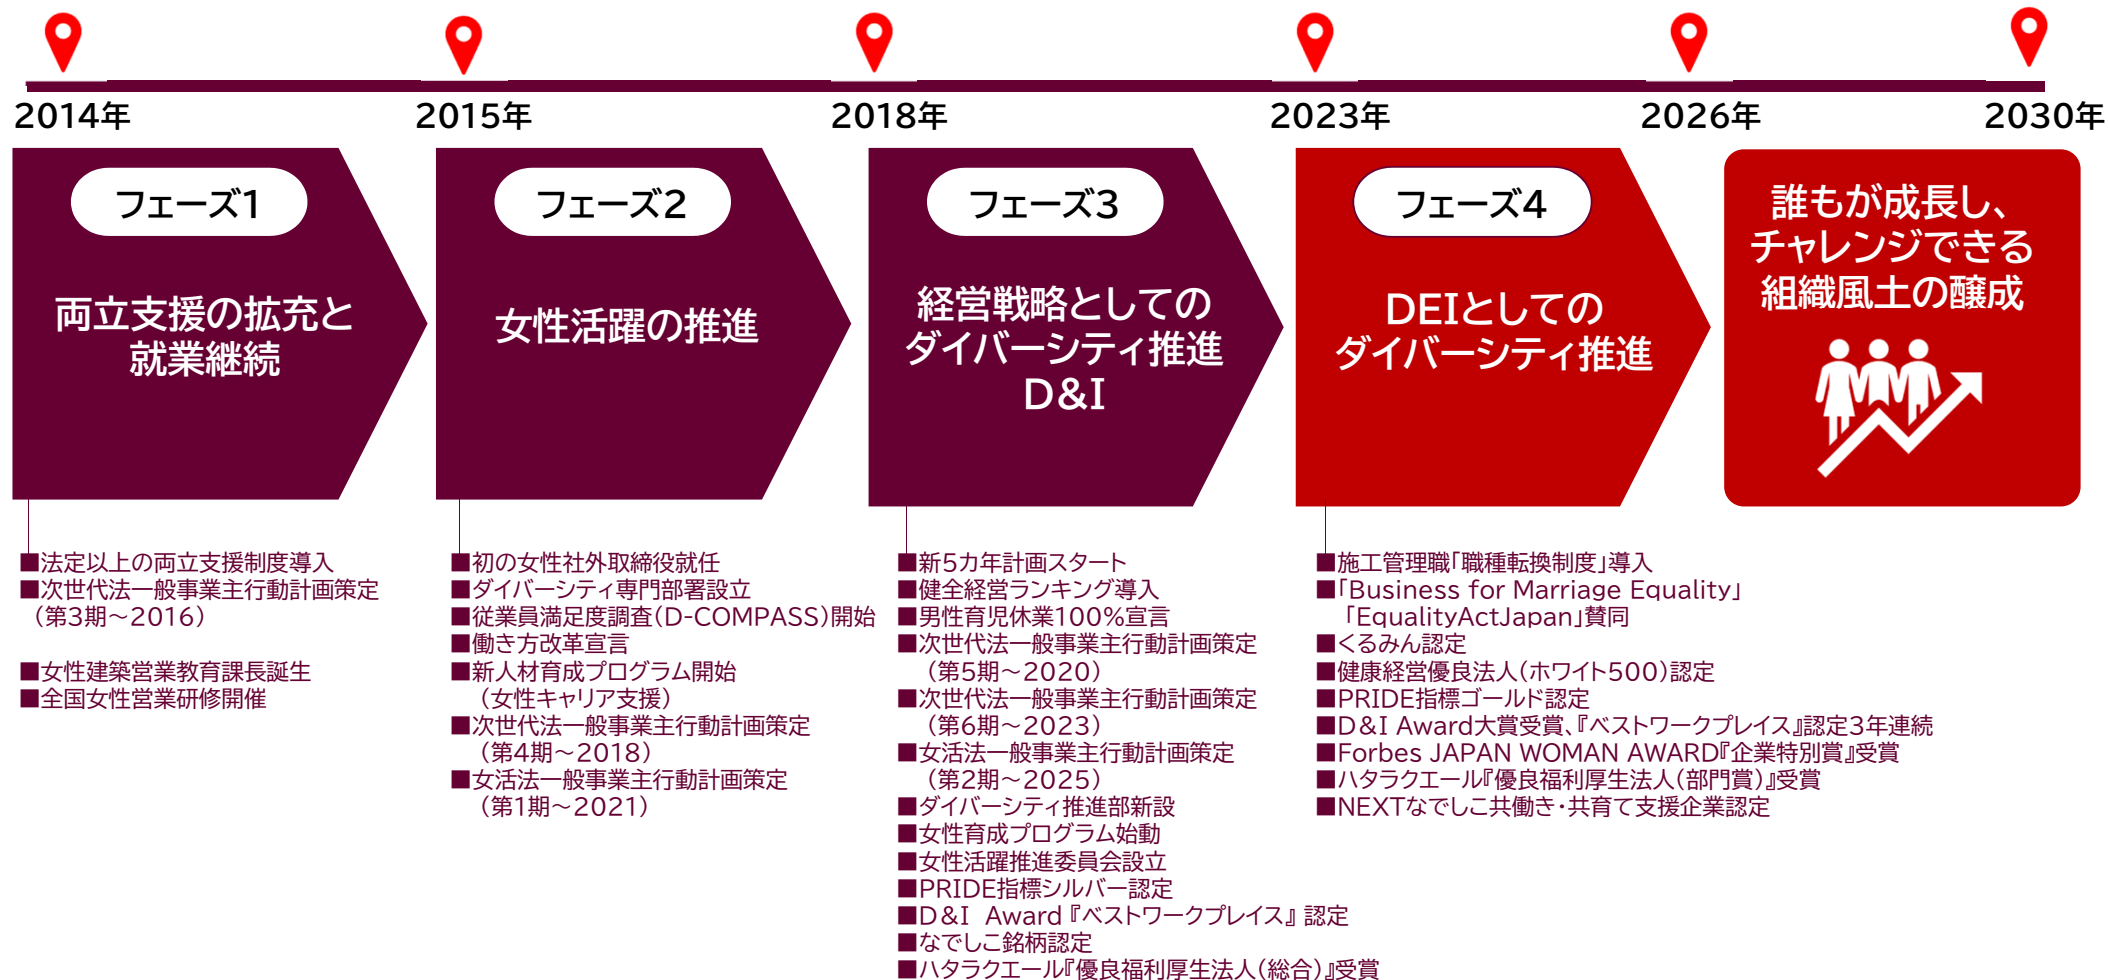 2014年
2015年
2018年
2023年
2026年
2030年
フェーズ1
両立支援の拡充と
就業継続
■法定以上の両立支援制度導入
■次世代法一般事業主行動計画策定
（第3期～2016）
■女性建築営業教育課長誕生
■全国女性営業研修開催
フェーズ2
女性活躍の推進
■初の女性社外取締役就任
■ダイバーシティ専門部署設立
■従業員満足度調査（D-COMPASS）開始
■働き方改革宣言
■新人材育成プログラム開始
（女性キャリア支援）
■次世代法一般事業主行動計画策定
（第4期～2018）
■女活法一般事業主行動計画策定
（第1期～2021）
フェーズ3
経営戦略としての
ダイバーシティ推進
D&I
■新5カ年計画スタート
■健全経営ランキング導入
■男性育児休業100%宣言
■次世代法一般事業主行動計画策定
（第5期～2020）
■次世代法一般事業主行動計画策定
（第6期～2023）
■女活法一般事業主行動計画策定
（第2期～2025）
■ダイバーシティ推進部新設
■女性育成プログラム始動
■女性活躍推進委員会設立
■PRIDE指標シルバー認定
■D&I Award『ベストワークプレイス』認定
■なでしこ銘柄認定
■ハタラクエール『優良福利厚生法人（総合）』受賞
フェーズ4
DEIとしての
ダイバーシティ推進
■施工管理職「職種転換制度」導入
■「Business for Marriage Equality」
「EqualityActJapan」賛同
■くるみん認定
■健康経営優良法人（ホワイト500）認定
■PRIDE指標ゴールド認定
■D&I Award大賞受賞、『ベストワークプレイス』認定3年連続
■Forbes JAPAN WOMAN AWARD『企業特別賞』受賞
■ハタラクエール『優良福利厚生法人（部門賞）』受賞
■NEXTなでしこ共働き・共育て支援企業認定
誰もが成長し、
チャレンジできる
組織風土の醸成